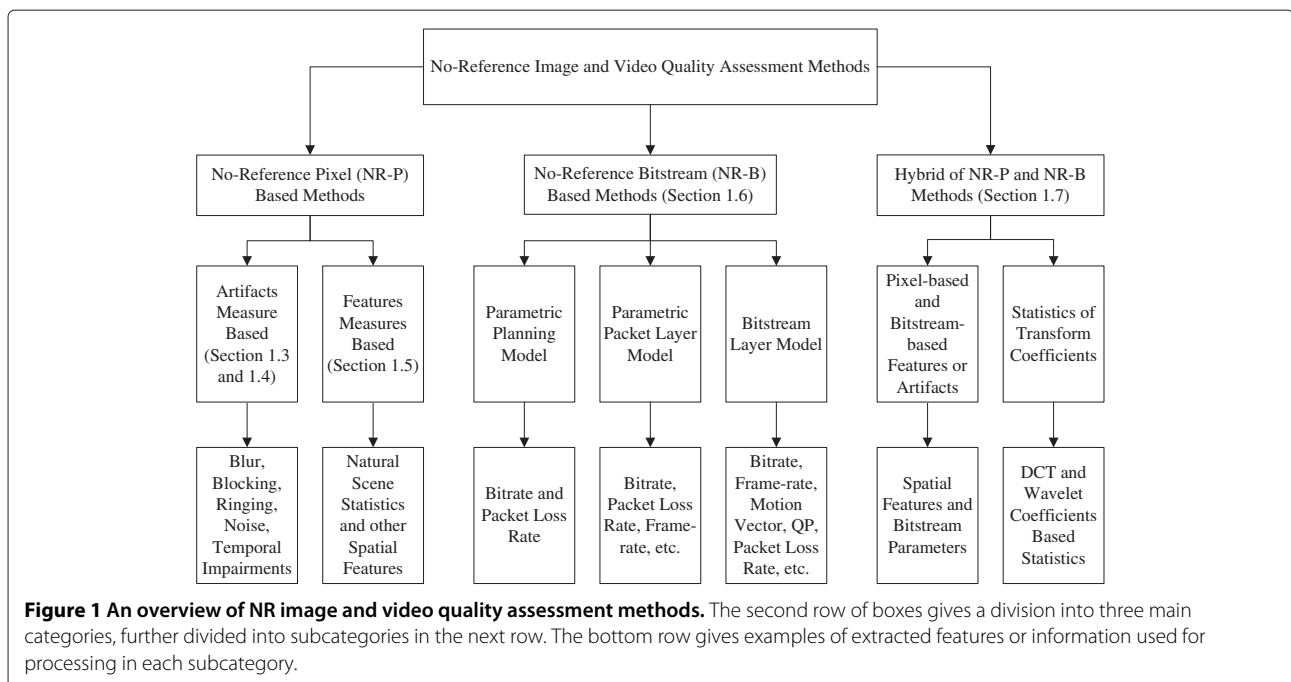 No-Reference Image and Video Quality Assessment Methods
No-Reference Pixel (NR-P)
Based Methods
No-Reference Bitstream (NR-B)
Based Methods (Section 1.6)
Hybrid of NR-P and NR-B
Methods (Section 1.7)
Artifacts
Measure
Based
(Section 1.3
and 1.4)
Features
Measures
Based
(Section 1.5)
Parametric
Planning
Model
Parametric
Packet Layer
Model
Bitstream
Layer Model
Pixel-based
and
Bitstream-
based
Features or
Artifacts
Statistics of
Transform
Coefficients
Blur,
Blocking,
Ringing,
Noise,
Temporal
Impairments
Natural
Scene
Statistics
and other
Spatial
Features
Bitrate and
Packet Loss
Rate
Bitrate,
Packet Loss
Rate, Frame-
rate, etc.
Bitrate,
Frame-rate,
Motion
Vector, QP,
Packet Loss
Rate, etc.
Spatial
Features and
Bitstream
Parameters
DCT and
Wavelet
Coefficients
Based
Statistics
Figure 1 An overview of NR image and video quality assessment methods. The second row of boxes gives a division into three main
categories, further divided into subcategories in the next row. The bottom row gives examples of extracted features or information used for
processing in each subcategory.